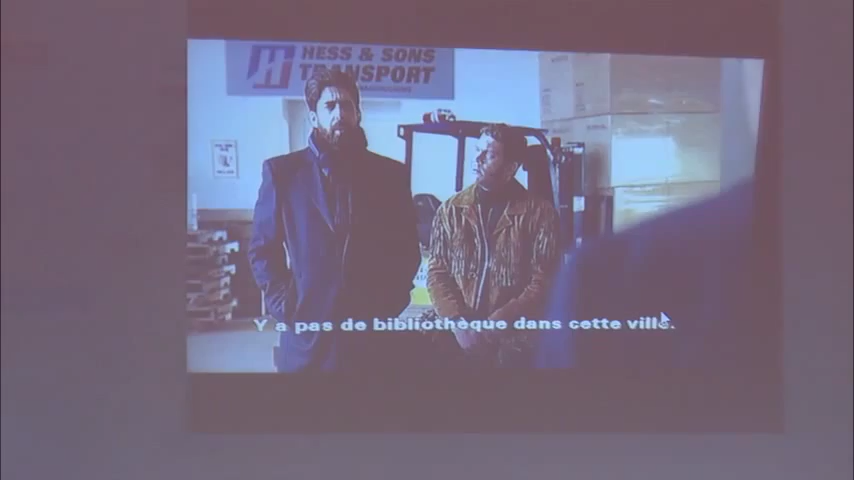 HESS & SONS
TRANSPORT
Y a pas de bibliothèque dans cette ville.